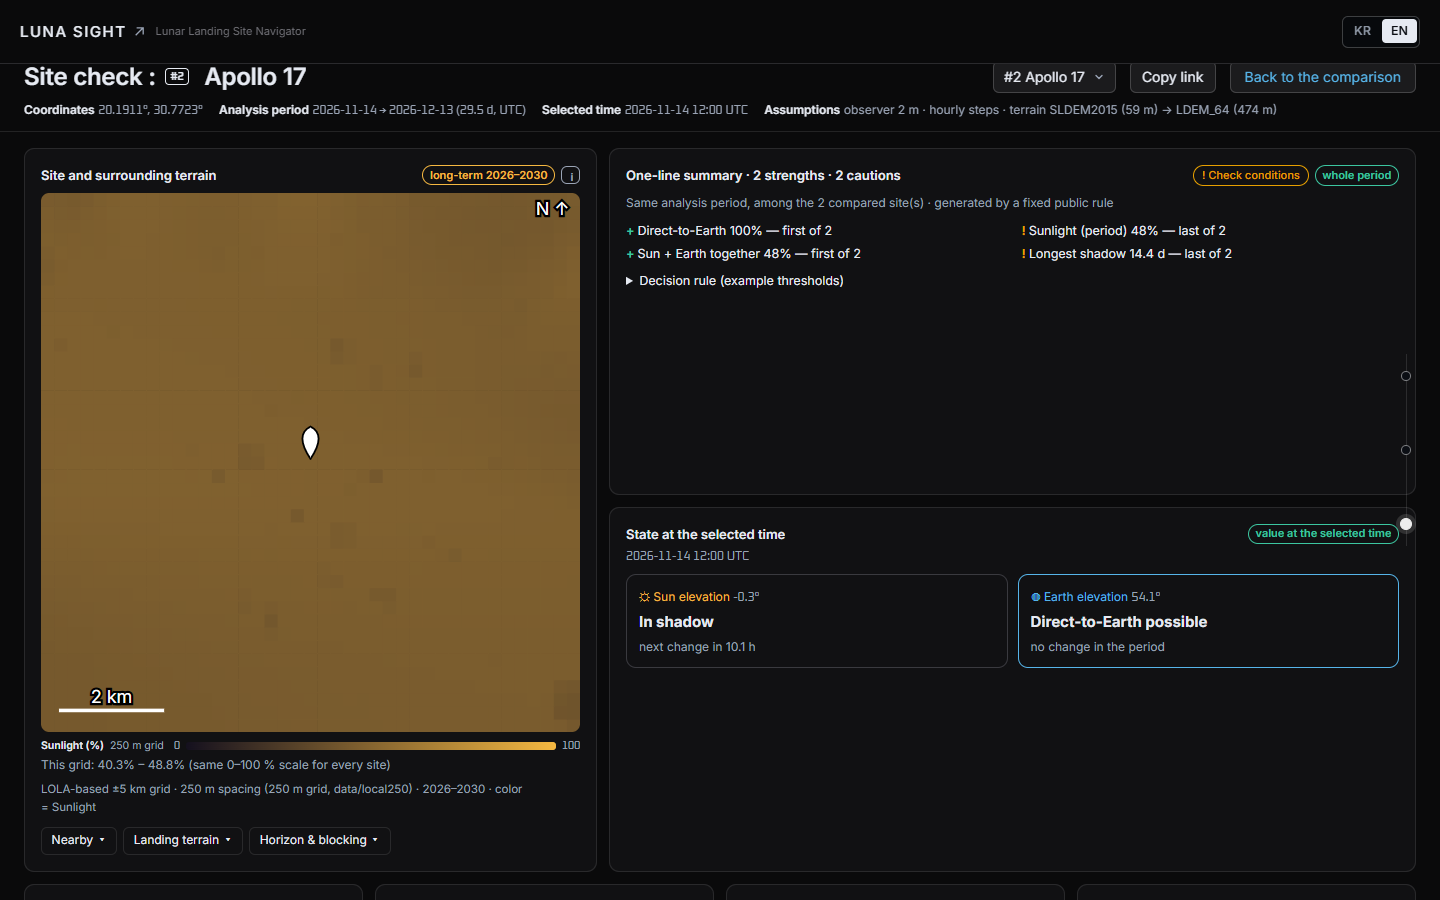 LUNA SIGHT ↗ Lunar Landing Site Navigator
KR EN
Site check : #2 Apollo 17
#2 Apollo 17
Copy link
Back to the comparison
Coordinates 20.1911°, 30.7723° Analysis period 2026-11-14 → 2026-12-13 (29.5 d, UTC) Selected time 2026-11-14 12:00 UTC Assumptions observer 2 m · hourly steps · terrain SLDEM2015 (59 m) → LDEM_64 (474 m)
Site and surrounding terrain
long-term 2026–2030
i
N ↑
2 km
Sunlight (%) 250 m grid 0 100
This grid: 40.3% – 48.8% (same 0–100 % scale for every site)
LOLA-based ±5 km grid · 250 m spacing (250 m grid, data/local250) · 2026–2030 · color
= Sunlight
Nearby ▾
Landing terrain ▾
Horizon & blocking ▾
One-line summary · 2 strengths · 2 cautions
! Check conditions
whole period
Same analysis period, among the 2 compared site(s) · generated by a fixed public rule
+ Direct-to-Earth 100% — first of 2
! Sunlight (period) 48% — last of 2
+ Sun + Earth together 48% — first of 2
! Longest shadow 14.4 d — last of 2
▶ Decision rule (example thresholds)
State at the selected time
value at the selected time
2026-11-14 12:00 UTC
Sun elevation -0.3°
In shadow
next change in 10.1 h
Earth elevation 54.1°
Direct-to-Earth possible
no change in the period